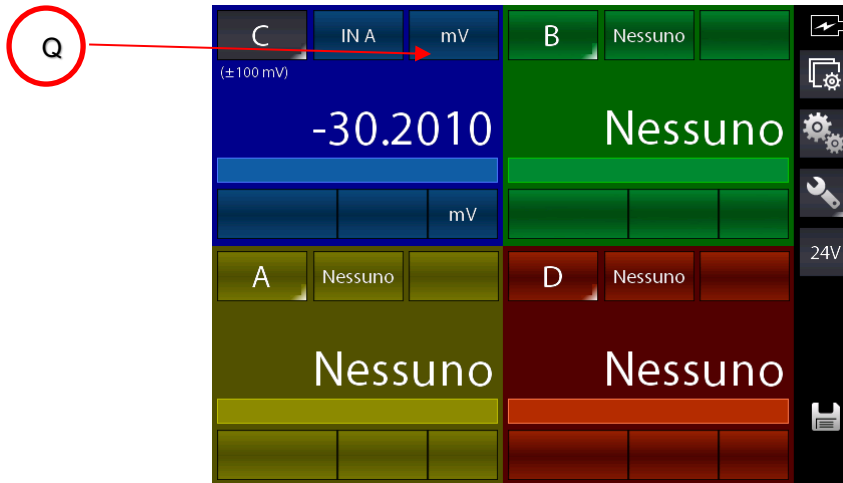 Q
C IN A mV
(±100 mV)
-30.2010
mV
B Nessuno
Nessuno
A Nessuno
Nessuno
D Nessuno
Nessuno
24V